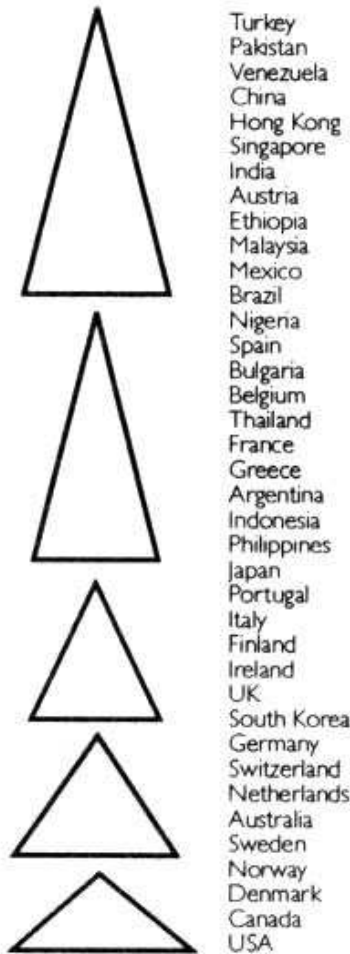 Turkey
Pakistan
Venezuela
China
Hong Kong
Singapore
India
Austria
Ethiopia
Malaysia
Mexico
Brazil
Nigeria
Spain
Bulgaria
Belgium
Thailand
France
Greece
Argentina
Indonesia
Philippines
Japan
Portugal
Italy
Finland
Ireland
UK
South Korea
Germany
Switzerland
Netherlands
Australia
Sweden
Norway
Denmark
Canada
USA